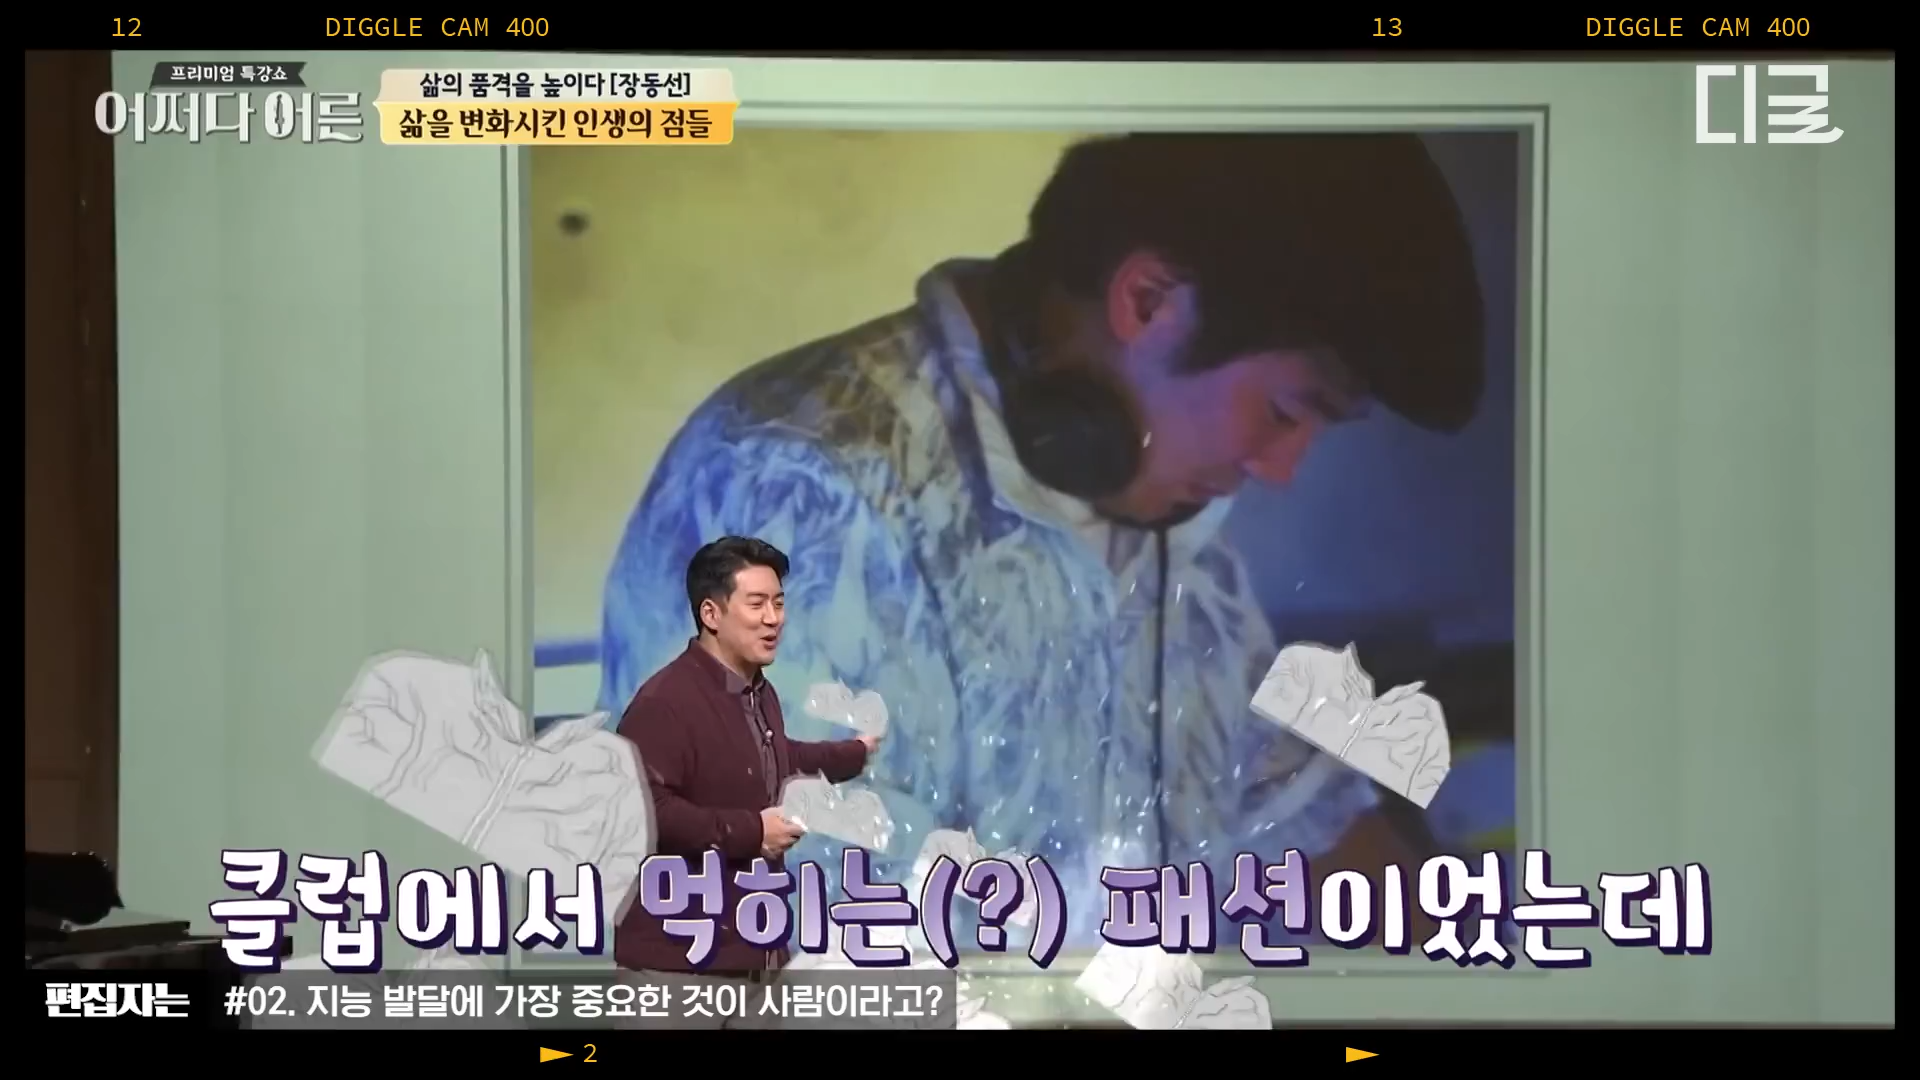 12 DIGGLE CAM 400 13 DIGGLE CAM 400
프리미엄 특강쇼
어쩌다 어른
삶의 품격을 높이다 [장동선]
삶을 변화시킨 인생의 점들
디글
클럽에서 먹히는(?) 패션이었는데
편집자는 #02. 지능 발달에 가장 중요한 것이 사람이라고?
2